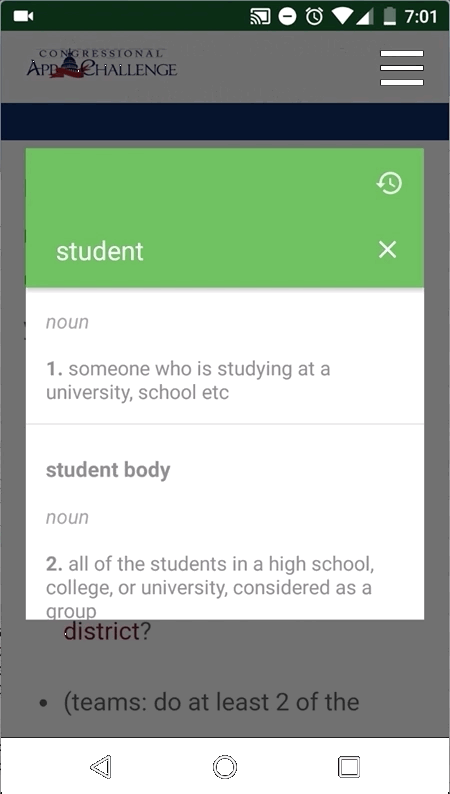 7:01
CONGRESSIONAL
APP CHALLENGE
student
noun
1. someone who is studying at a
university, school etc
student body
noun
2. all of the students in a high school,
college, or university, considered as a
group
district?
• (teams: do at least 2 of the